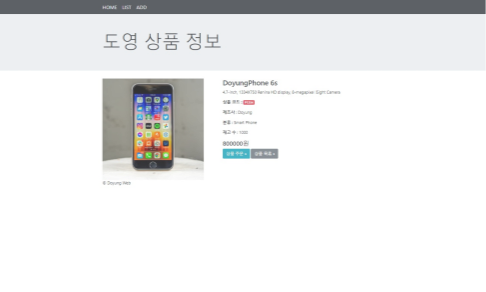 HOME LIST ADD
도영 상품 정보
DoyungPhone 6s
4.7-inch, 1334X750 Renina HD display, 8-megapixel iSight Camera
상품 코드 :
제조사 : Doyung
분류 : Smart Phone
재고 수 : 1000
800000원
상품 주문 » 상품 목록 »
© Doyung Web